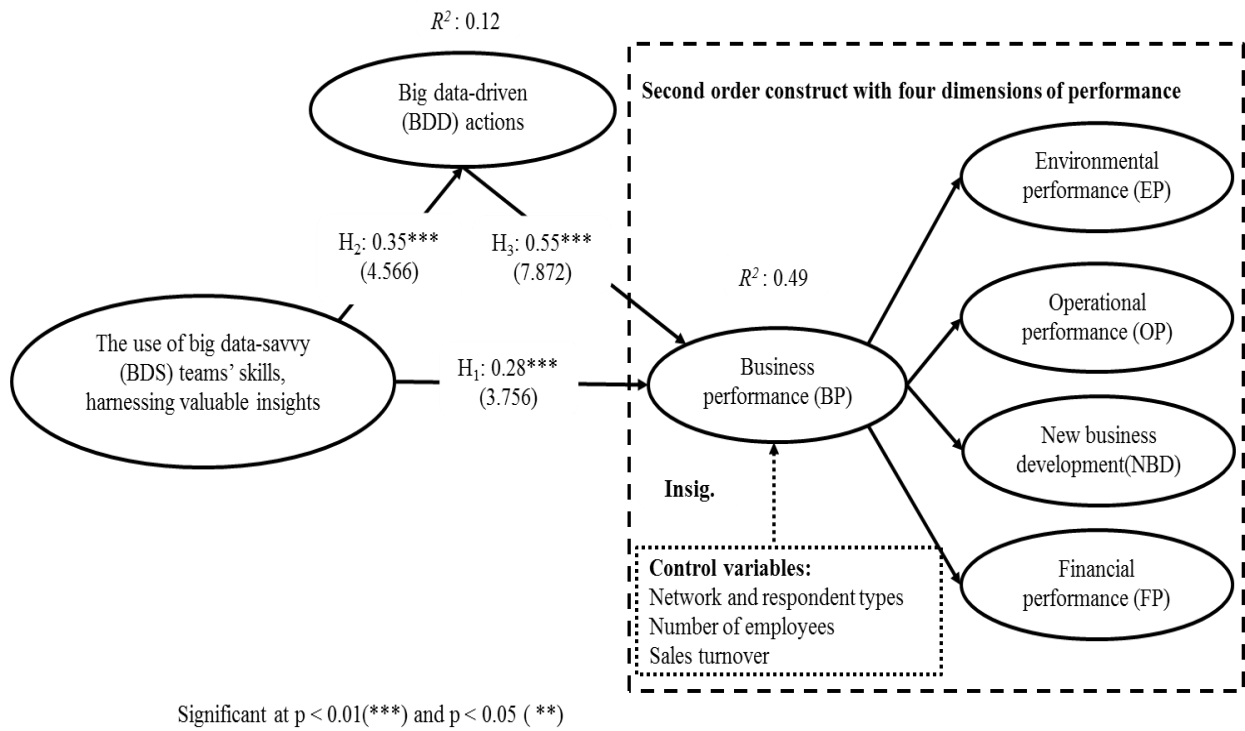 R² : 0.12
Big data-driven
(BDD) actions
Second order construct with four dimensions of performance
Environmental
performance (EP)
H₂: 0.35***
(4.566)
H₃: 0.55***
(7.872)
R² : 0.49
Operational
performance (OP)
The use of big data-savvy
(BDS) teams’ skills,
harnessing valuable insights
H₁: 0.28***
(3.756)
Business
performance (BP)
New business
development(NBD)
Insig.
Control variables:
Network and respondent types
Number of employees
Sales turnover
Financial
performance (FP)
Significant at p < 0.01(***) and p < 0.05 ( **)